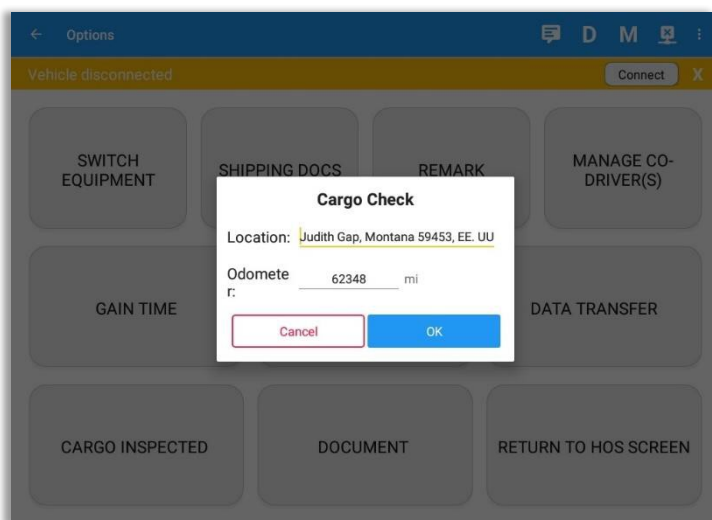 Options
D M
Vehicle disconnected
Connect X
SWITCH
EQUIPMENT
SHIPPING DOCS
REMARK
MANAGE CO-
DRIVER(S)
Cargo Check
Location: Judith Gap, Montana 59453, EE. UU
Odomete
r:
62348 mi
Cancel
OK
GAIN TIME
DATA TRANSFER
CARGO INSPECTED
DOCUMENT
RETURN TO HOS SCREEN